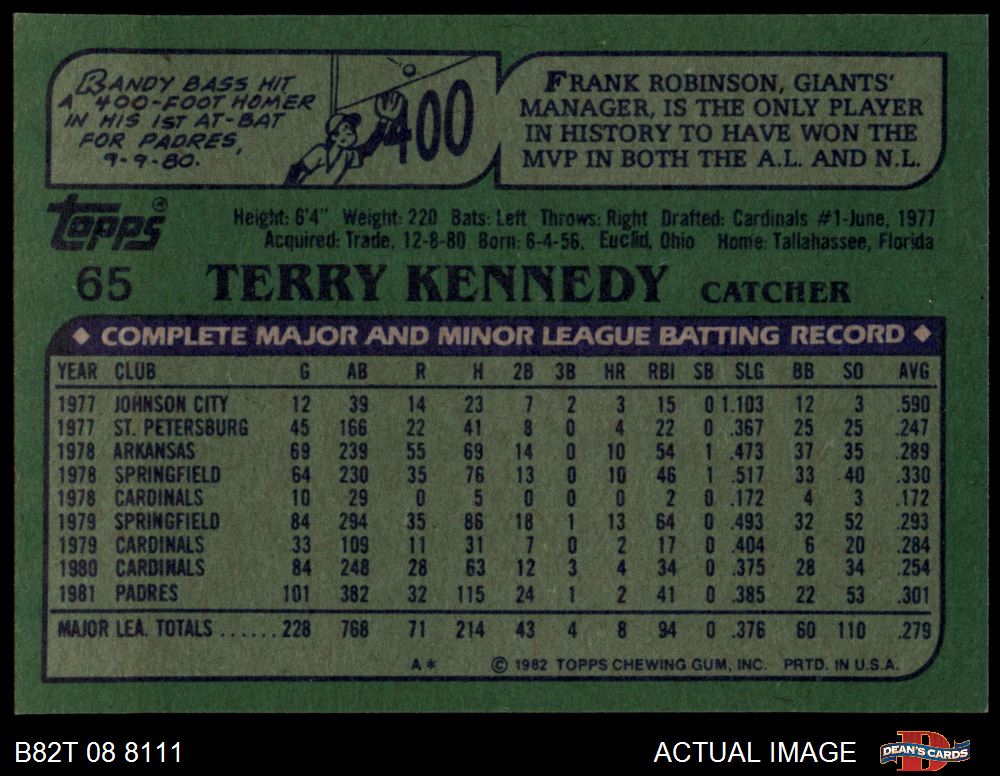 RANDY BASS HIT
A 400-FOOT HOMER
IN HIS 1ST AT-BAT
FOR PADRES,
9-9-80.
400
FRANK ROBINSON, GIANTS'
MANAGER, IS THE ONLY PLAYER
IN HISTORY TO HAVE WON THE
MVP IN BOTH THE A.L. AND N.L.
topps®
Height: 6'4" Weight: 220 Bats: Left Throws: Right Drafted: Cardinals #1-June, 1977
Acquired: Trade, 12-8-80 Born: 6-4-56. Euclid, Ohio Home: Tallahassee, Florida
65 TERRY KENNEDY CATCHER
◆ COMPLETE MAJOR AND MINOR LEAGUE BATTING RECORD ◆
YEAR CLUB G AB R H 2B 3B HR RBI SB SLG BB SO AVG
1977 JOHNSON CITY 12 39 14 23 7 2 3 15 0 1.103 12 3 .590
1977 ST. PETERSBURG 45 166 22 41 8 0 4 22 0 .367 25 25 .247
1978 ARKANSAS 69 239 55 69 14 0 10 54 1 .473 37 35 .289
1978 SPRINGFIELD 64 230 35 76 13 0 10 46 1 .517 33 40 .330
1978 CARDINALS 10 29 0 5 0 0 0 2 0 .172 4 3 .172
1979 SPRINGFIELD 84 294 35 86 18 1 13 64 0 .493 32 52 .293
1979 CARDINALS 33 109 11 31 7 0 2 17 0 .404 6 20 .284
1980 CARDINALS 84 248 28 63 12 3 4 34 0 .375 28 34 .254
1981 PADRES 101 382 32 115 24 1 2 41 0 .385 22 53 .301
MAJOR LEA. TOTALS ......228 768 71 214 43 4 8 94 0 .376 60 110 .279
A* © 1982 TOPPS CHEWING GUM, INC. PRTD. IN U.S.A.
B82T 08 8111 ACTUAL IMAGE DEAN'S CARDS